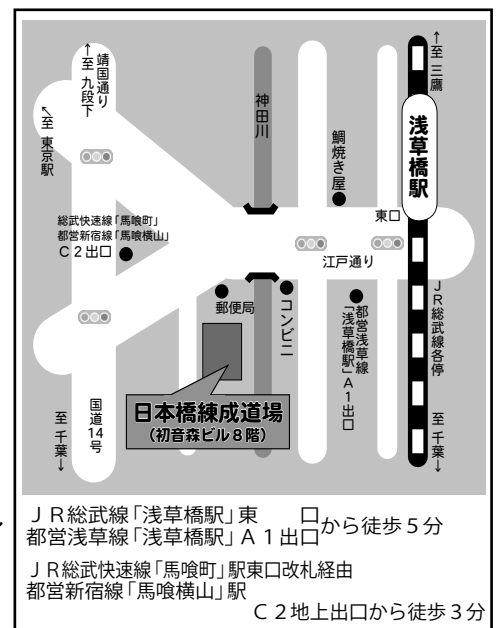 ↑至 三鷹
浅草橋駅
東口
JR総武線各停
至 千葉↓
鯛焼き屋
神田川
靖国通り
↑至 九段下
↖至 東京駅
総武快速線「馬喰町」
都営新宿線「馬喰横山」
C2出口
江戸通り
郵便局
コンビニ
都営浅草線
「浅草橋駅」A1出口
国道14号
至 千葉↓
日本橋練成道場
(初音森ビル8階)
JR総武線「浅草橋駅」東 口
都営浅草線「浅草橋駅」A1出口
から徒歩5分
JR総武快速線「馬喰町」駅東口改札経由
都営新宿線「馬喰横山」駅
C2地上出口から徒歩3分